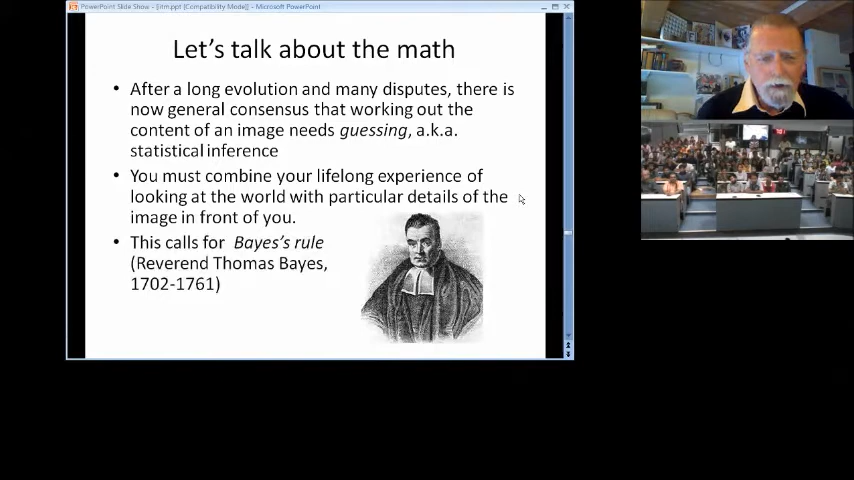 PowerPoint Slide Show - [iitm.ppt [Compatibility Mode]] - Microsoft PowerPoint
Let's talk about the math
• After a long evolution and many disputes, there is
now general consensus that working out the
content of an image needs guessing, a.k.a.
statistical inference
• You must combine your lifelong experience of
looking at the world with particular details of the
image in front of you.
• This calls for Bayes's rule
(Reverend Thomas Bayes,
1702-1761)